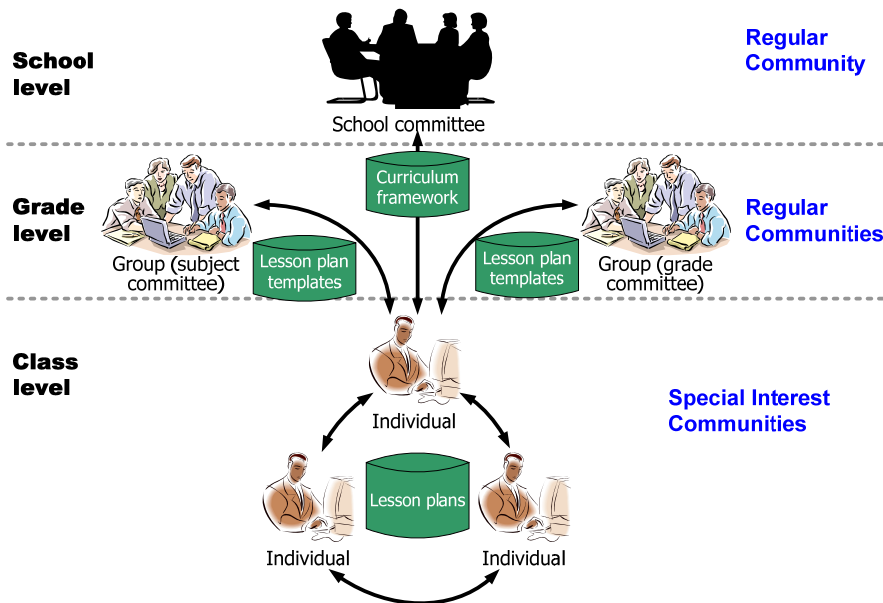 School
level
School committee
Regular
Community
Grade
level
Group (subject
committee)
Lesson plan
templates
Curriculum
framework
Lesson plan
templates
Group (grade
committee)
Regular
Communities
Class
level
Individual
Special Interest
Communities
Lesson plans
Individual
Individual